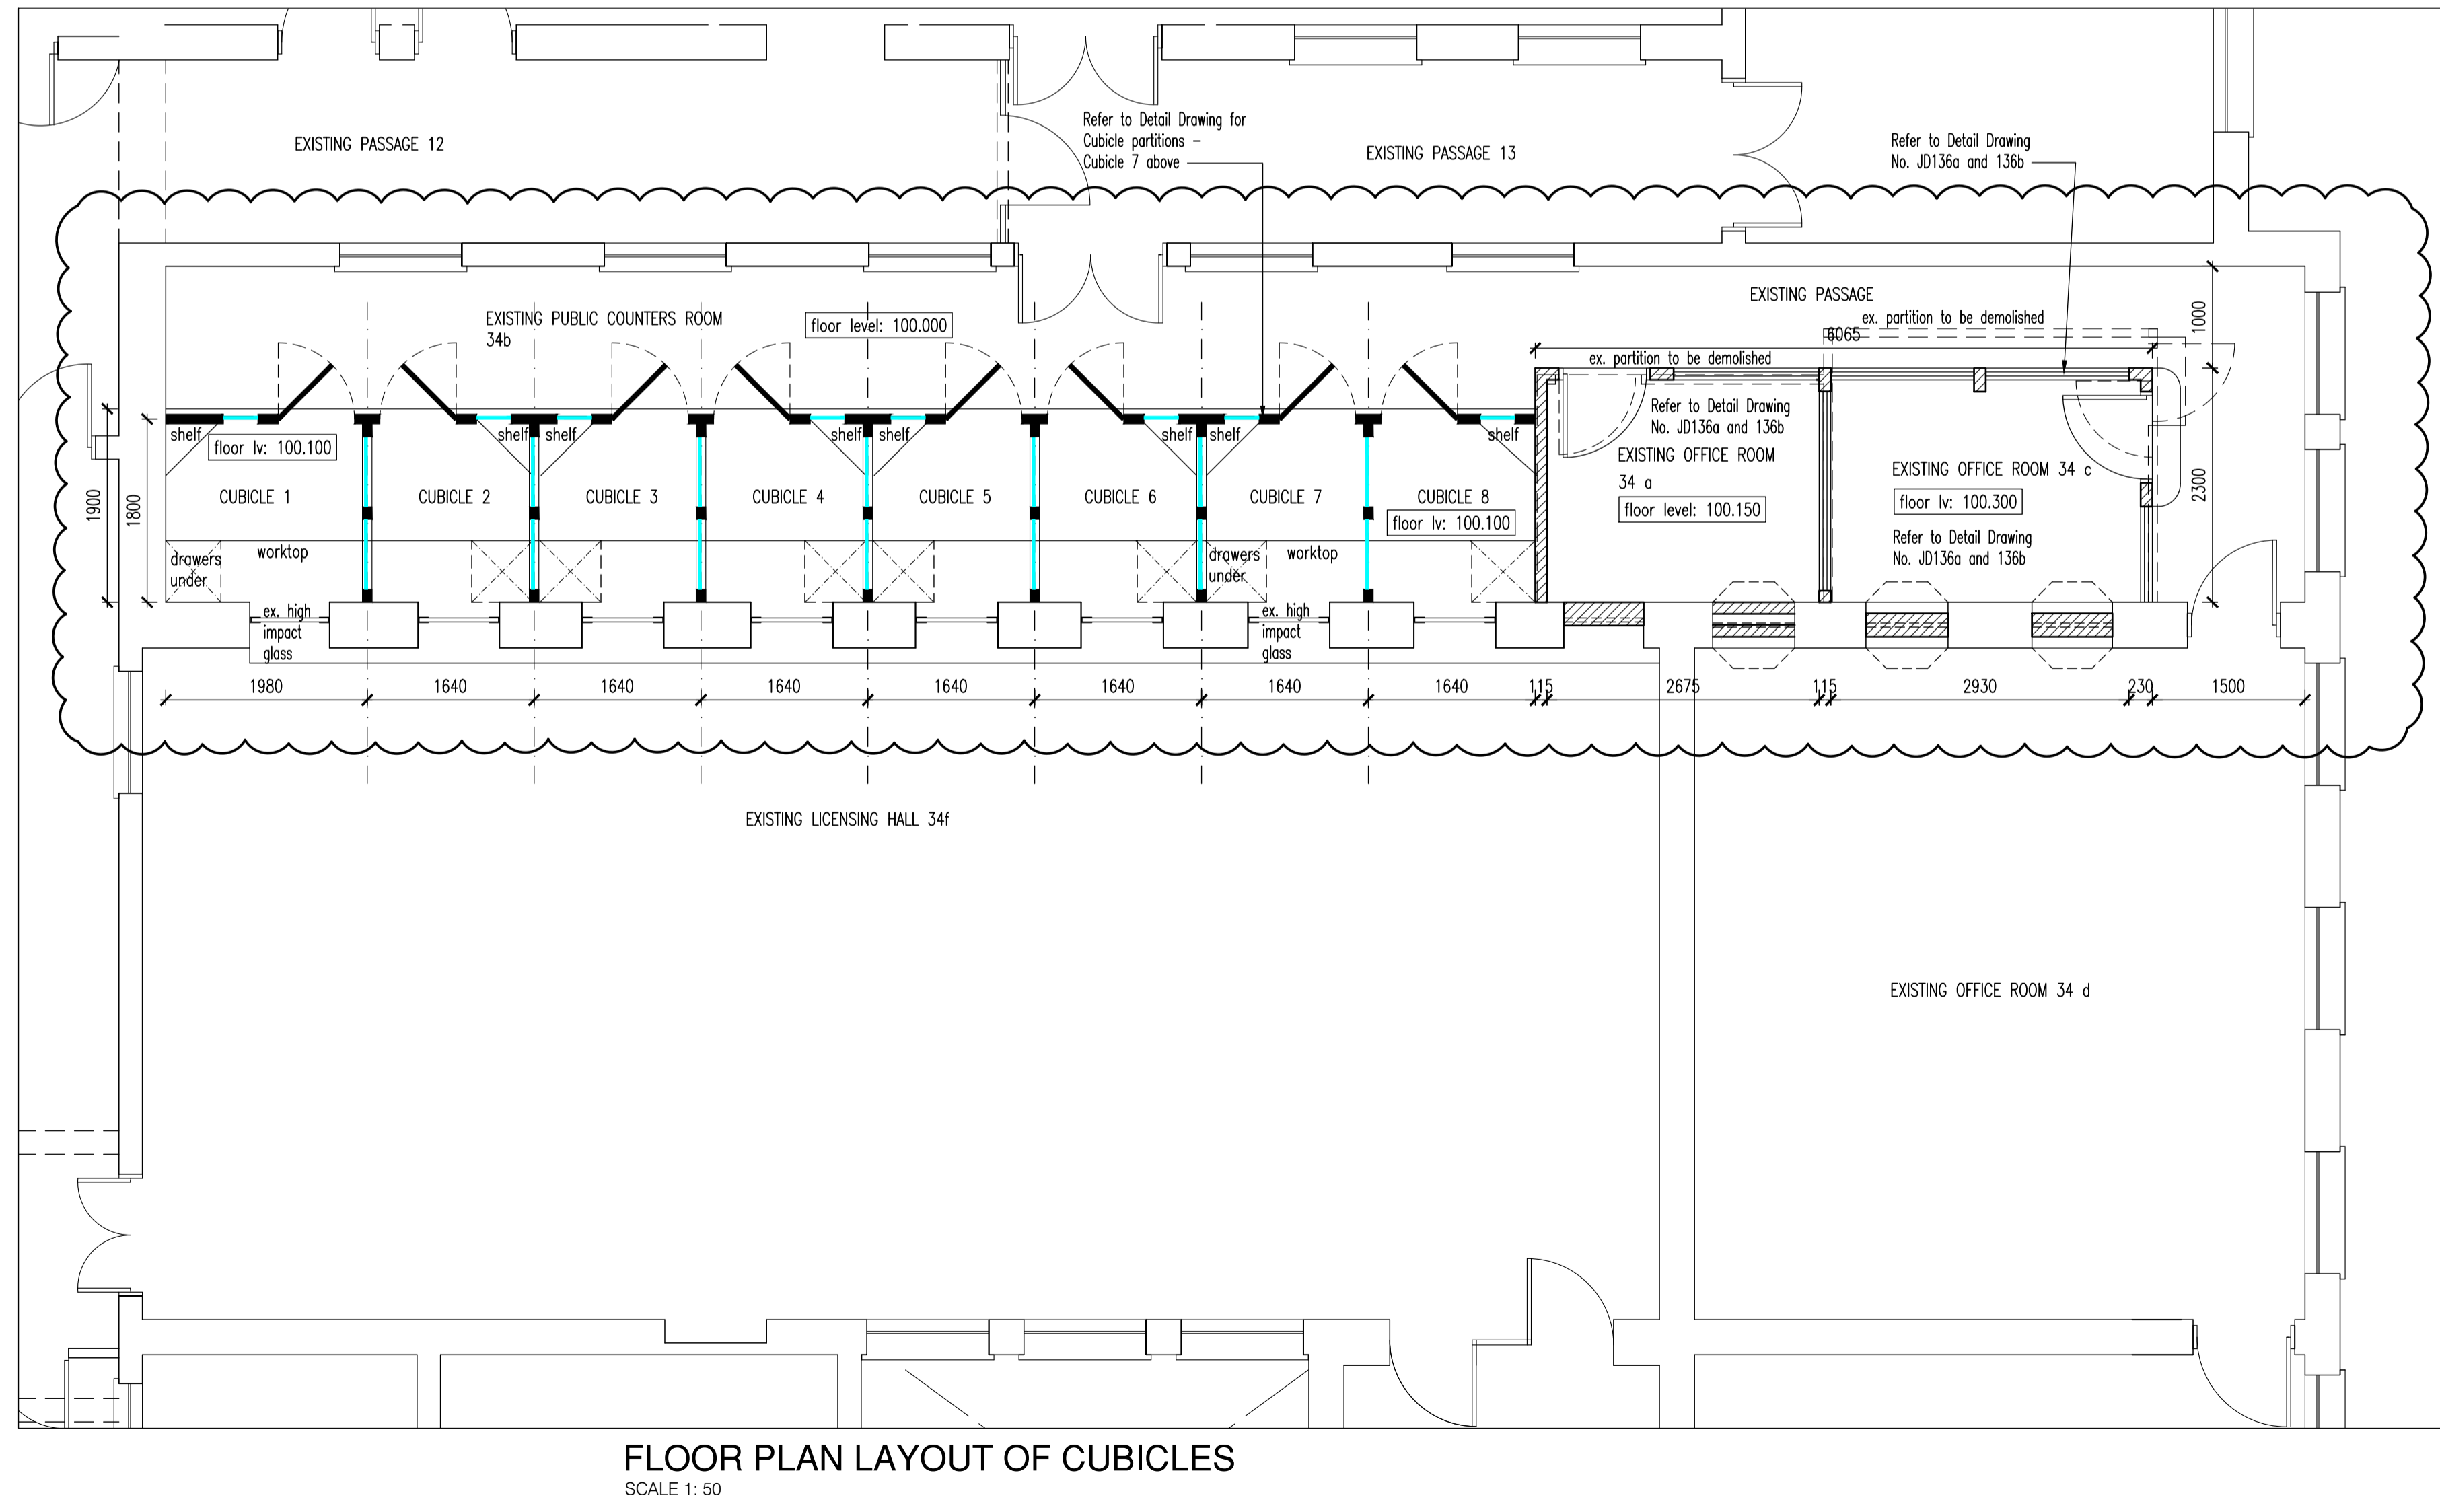 EXISTING PASSAGE 12
Refer to Detail Drawing for
Cubicle partitions –
Cubicle 7 above
EXISTING PASSAGE 13
Refer to Detail Drawing
No. JD136a and 136b
EXISTING PUBLIC COUNTERS ROOM
34b
floor level: 100.000
EXISTING PASSAGE
ex. partition to be demolished
6065
ex. partition to be demolished
1000
2300
1900
1800
shelf
floor lv: 100.100
shelf
shelf
shelf
shelf
shelf
shelf
shelf
CUBICLE 1
CUBICLE 2
CUBICLE 3
CUBICLE 4
CUBICLE 5
CUBICLE 6
CUBICLE 7
CUBICLE 8
floor lv: 100.100
Refer to Detail Drawing
No. JD136a and 136b
EXISTING OFFICE ROOM
34 a
floor level: 100.150
EXISTING OFFICE ROOM 34 c
floor lv: 100.300
Refer to Detail Drawing
No. JD136a and 136b
drawers
under
worktop
drawers
under
worktop
ex. high
impact
glass
ex. high
impact
glass
1980
1640
1640
1640
1640
1640
1640
1640
115
2675
115
2930
230
1500
EXISTING LICENSING HALL 34f
EXISTING OFFICE ROOM 34 d
FLOOR PLAN LAYOUT OF CUBICLES
SCALE 1: 50